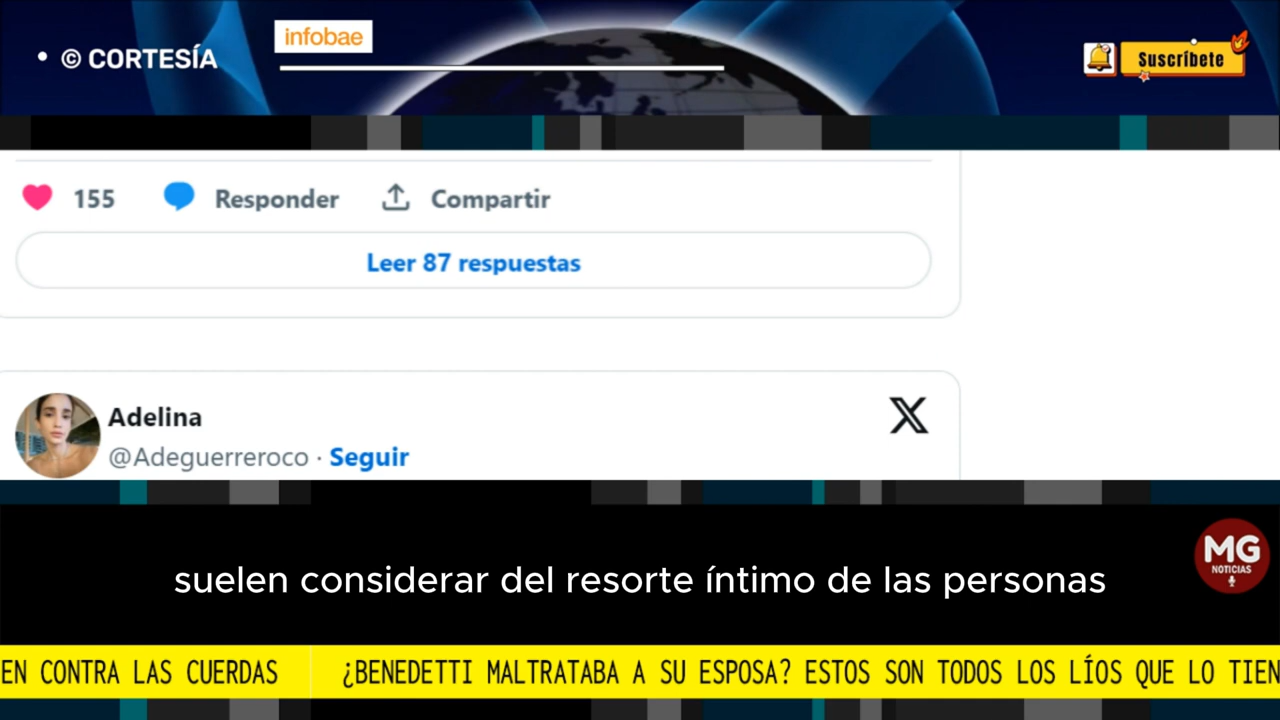 • © CORTESÍA
infobae
Suscríbete
155 Responder Compartir
Leer 87 respuestas
Adelina
@Adeguerreroco · Seguir
suelen considerar del resorte íntimo de las personas
MG
NOTICIAS
EN CONTRA LAS CUERDAS ¿BENEDETTI MALTRATABA A SU ESPOSA? ESTOS SON TODOS LOS LÍOS QUE LO TIEN